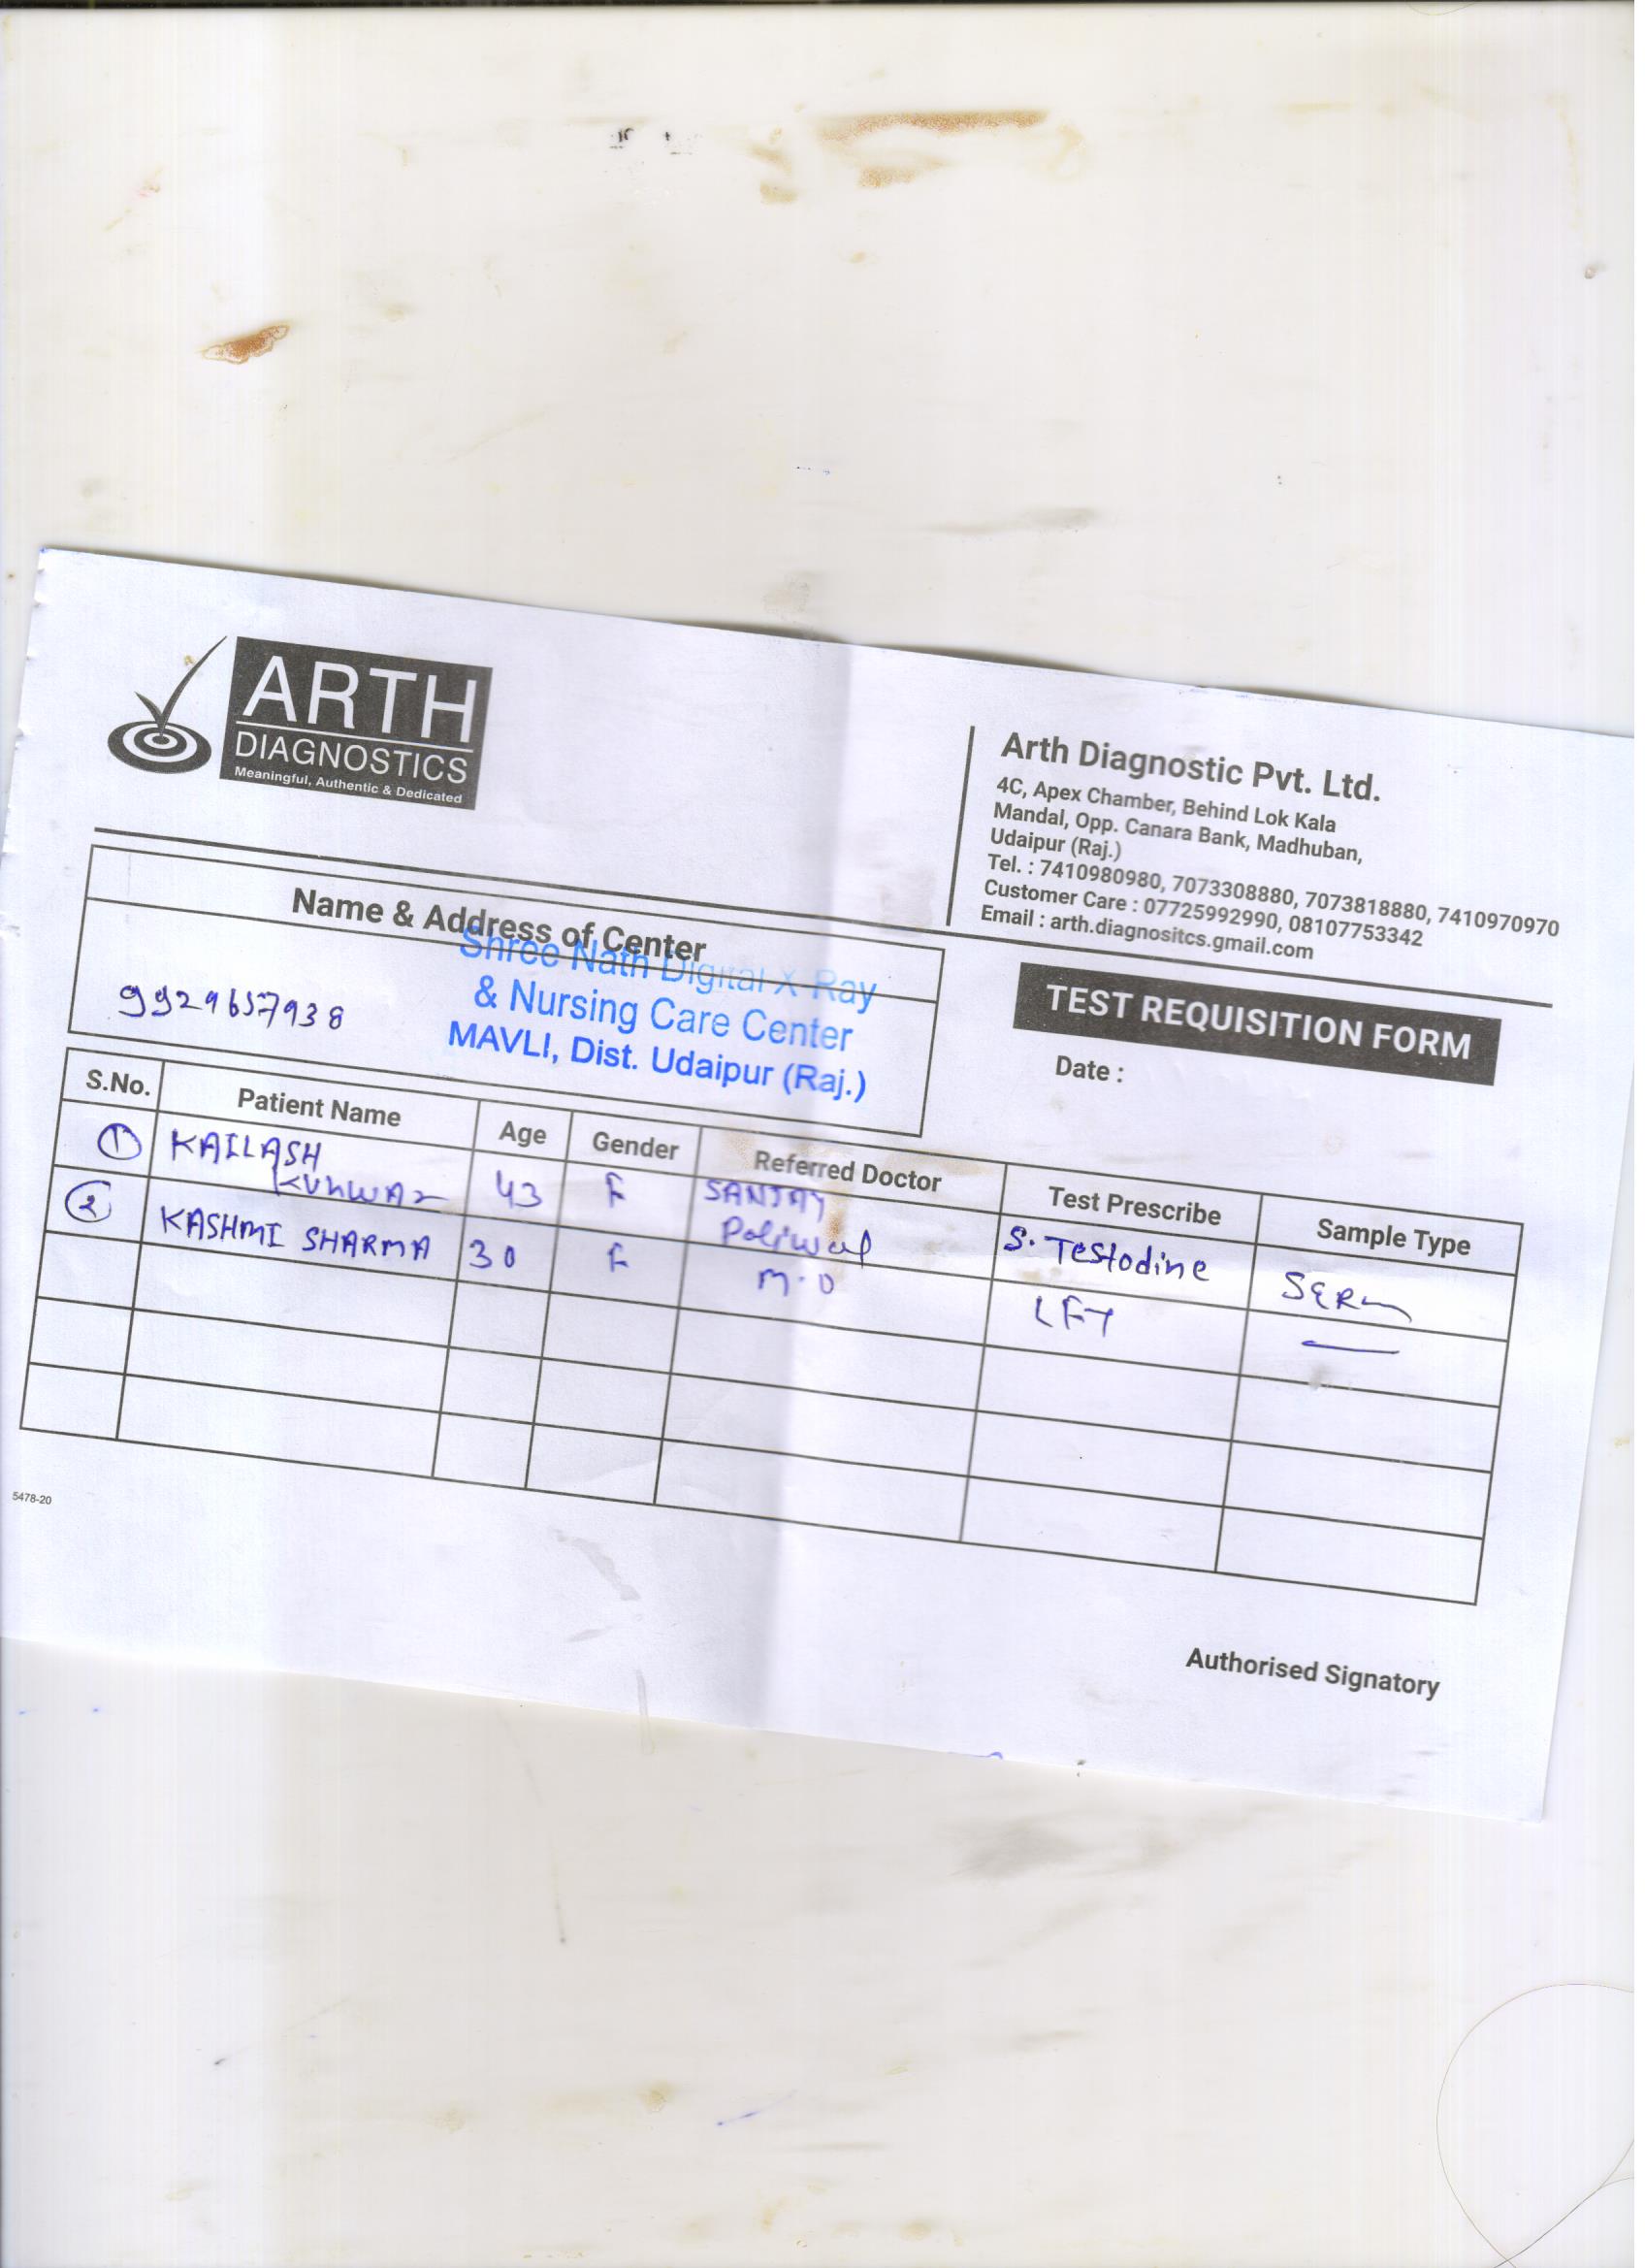 ARTH
DIAGNOSTICS
Meaningful, Authentic & Dedicated
Arth Diagnostic Pvt. Ltd.
4C, Apex Chamber, Behind Lok Kala
Mandal, Opp. Canara Bank, Madhuban,
Udaipur (Raj.)
Tel. : 7410980980, 7073308880, 7073818880, 7410970970
Customer Care : 07725992990, 08107753342
Email : arth.diagnositcs.gmail.com
Name & Address of Center
Shree Nath Digital X Ray
& Nursing Care Center
MAVLI, Dist. Udaipur (Raj.)
9929657938
TEST REQUISITION FORM
Date :
S.No. Patient Name Age Gender Referred Doctor Test Prescribe Sample Type
1 KAILASH KUNWAR 43 F SANJAY Paliwal M.D S. Testodine SERM
2 KASHMI SHARMA 30 F LFT —
5478-20
Authorised Signatory